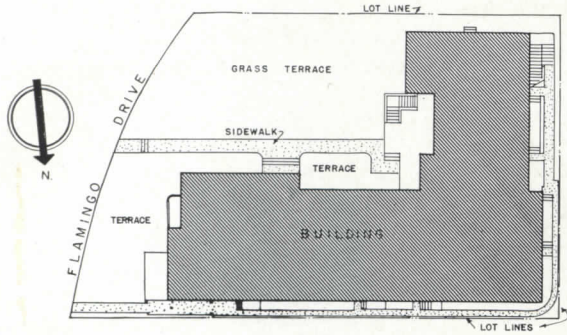 LOT LINE
GRASS TERRACE
DRIVE
SIDEWALK
TERRACE
N.
FLAMINGO
TERRACE
BUILDING
LOT LINES